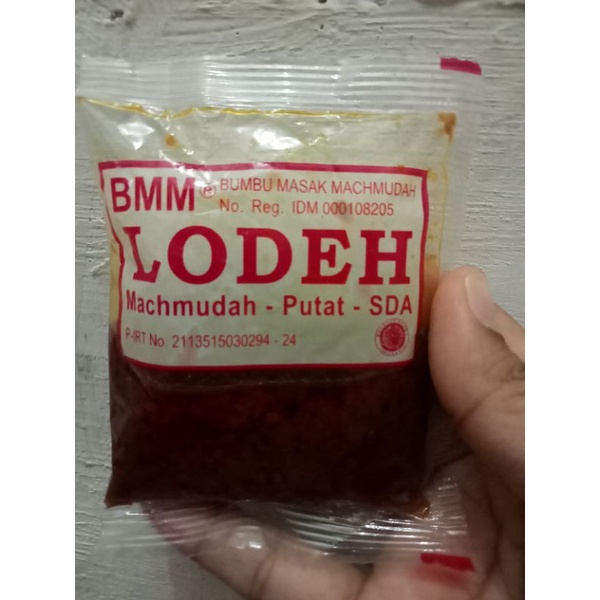 BMM® BUMBU MASAK MACHMUDAH
No. Reg. IDM 000108205
LODEH
Machmudah - Putat - SDA
P-IRT No. 2113515030294 - 24